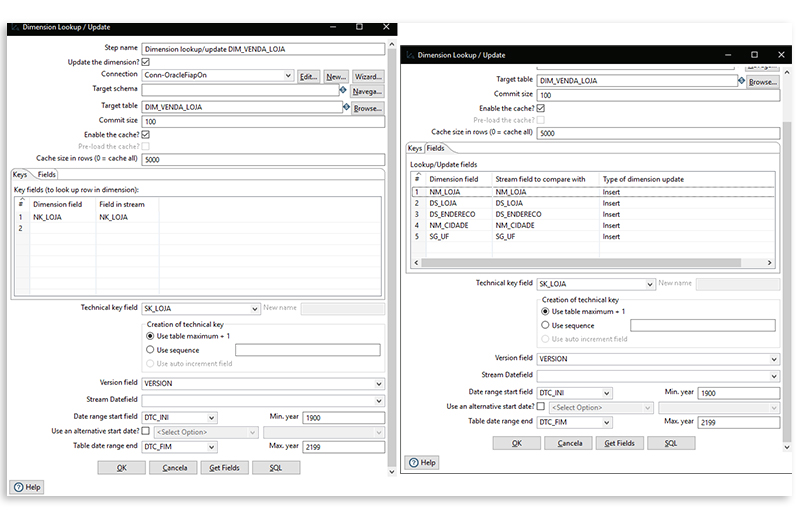 Dimension Lookup / Update
Step name Dimension lookup/update DIM_VENDA_LOJA
Update the dimension?
Connection Conn-OracleFiapOn Edit... New... Wizard...
Target schema Navega...
Target table DIM_VENDA_LOJA Browse...
Commit size 100
Enable the cache?
Pre-load the cache?
Cache size in rows (0 = cache all) 5000
Keys Fields
Key fields (to look up row in dimension):
# Dimension field Field in stream
1 NK_LOJA NK_LOJA
2
Technical key field SK_LOJA New name
Creation of technical key
Use table maximum + 1
Use sequence
Use auto increment field
Version field VERSION
Stream Datefield
Date range start field DTC_INI Min. year 1900
Use an alternative start date? <Select Option>
Table date range end DTC_FIM Max. year 2199
OK Cancela Get Fields SQL
Help
Dimension Lookup / Update
Target table DIM_VENDA_LOJA Browse...
Commit size 100
Enable the cache?
Pre-load the cache?
Cache size in rows (0 = cache all) 5000
Keys Fields
Lookup/Update fields
# Dimension field Stream field to compare with Type of dimension update
1 NM_LOJA NM_LOJA Insert
2 DS_LOJA DS_LOJA Insert
3 DS_ENDERECO DS_ENDERECO Insert
4 NM_CIDADE NM_CIDADE Insert
5 SG_UF SG_UF Insert
Technical key field SK_LOJA New name
Creation of technical key
Use table maximum + 1
Use sequence
Use auto increment field
Version field VERSION
Stream Datefield
Date range start field DTC_INI Min. year 1900
Use an alternative start date? <Select Option>
Table date range end DTC_FIM Max. year 2199
OK Cancela Get Fields SQL
Help